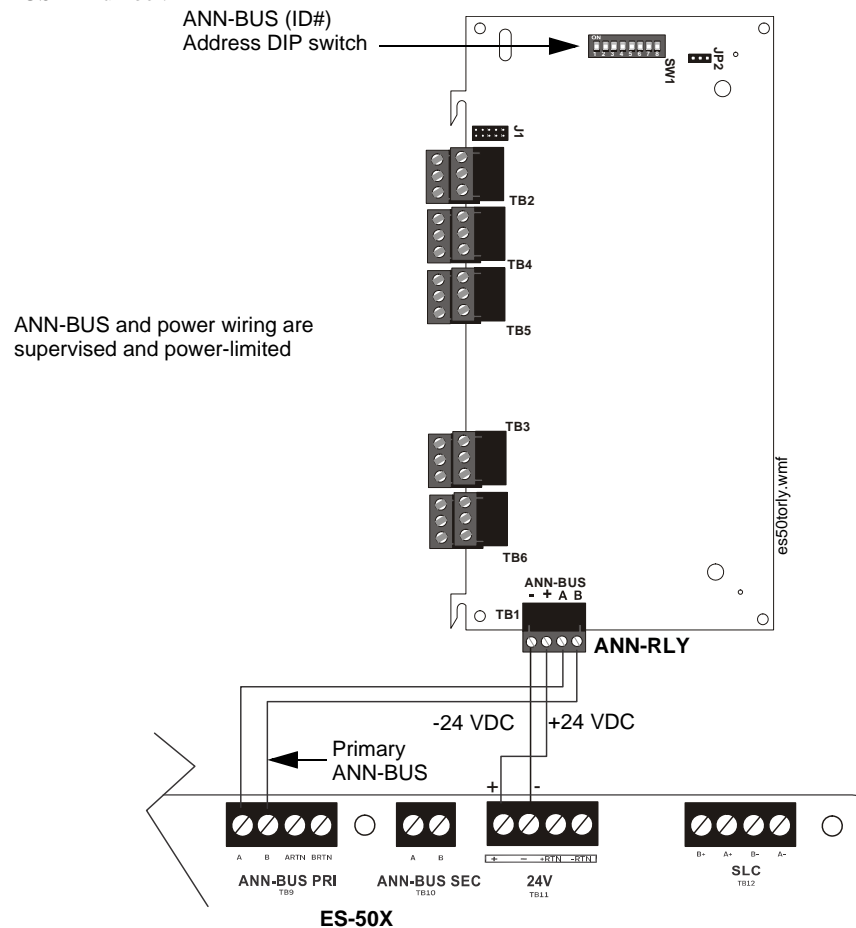 ANN-BUS (ID#)
Address DIP switch
ON
1 2 3 4 5 6 7 8
SW1
JP2
J1
TB2
TB4
TB5
ANN-BUS and power wiring are
supervised and power-limited
TB3
TB6
es50torly.wmf
ANN-BUS
- + A B
TB1
ANN-RLY
-24 VDC
+24 VDC
Primary
ANN-BUS
+ -
A B ARTN BRTN
ANN-BUS PRI
TB9
A B
ANN-BUS SEC
TB10
+ - +RTN -RTN
24V
TB11
B+ A+ B- A-
SLC
TB12
ES-50X